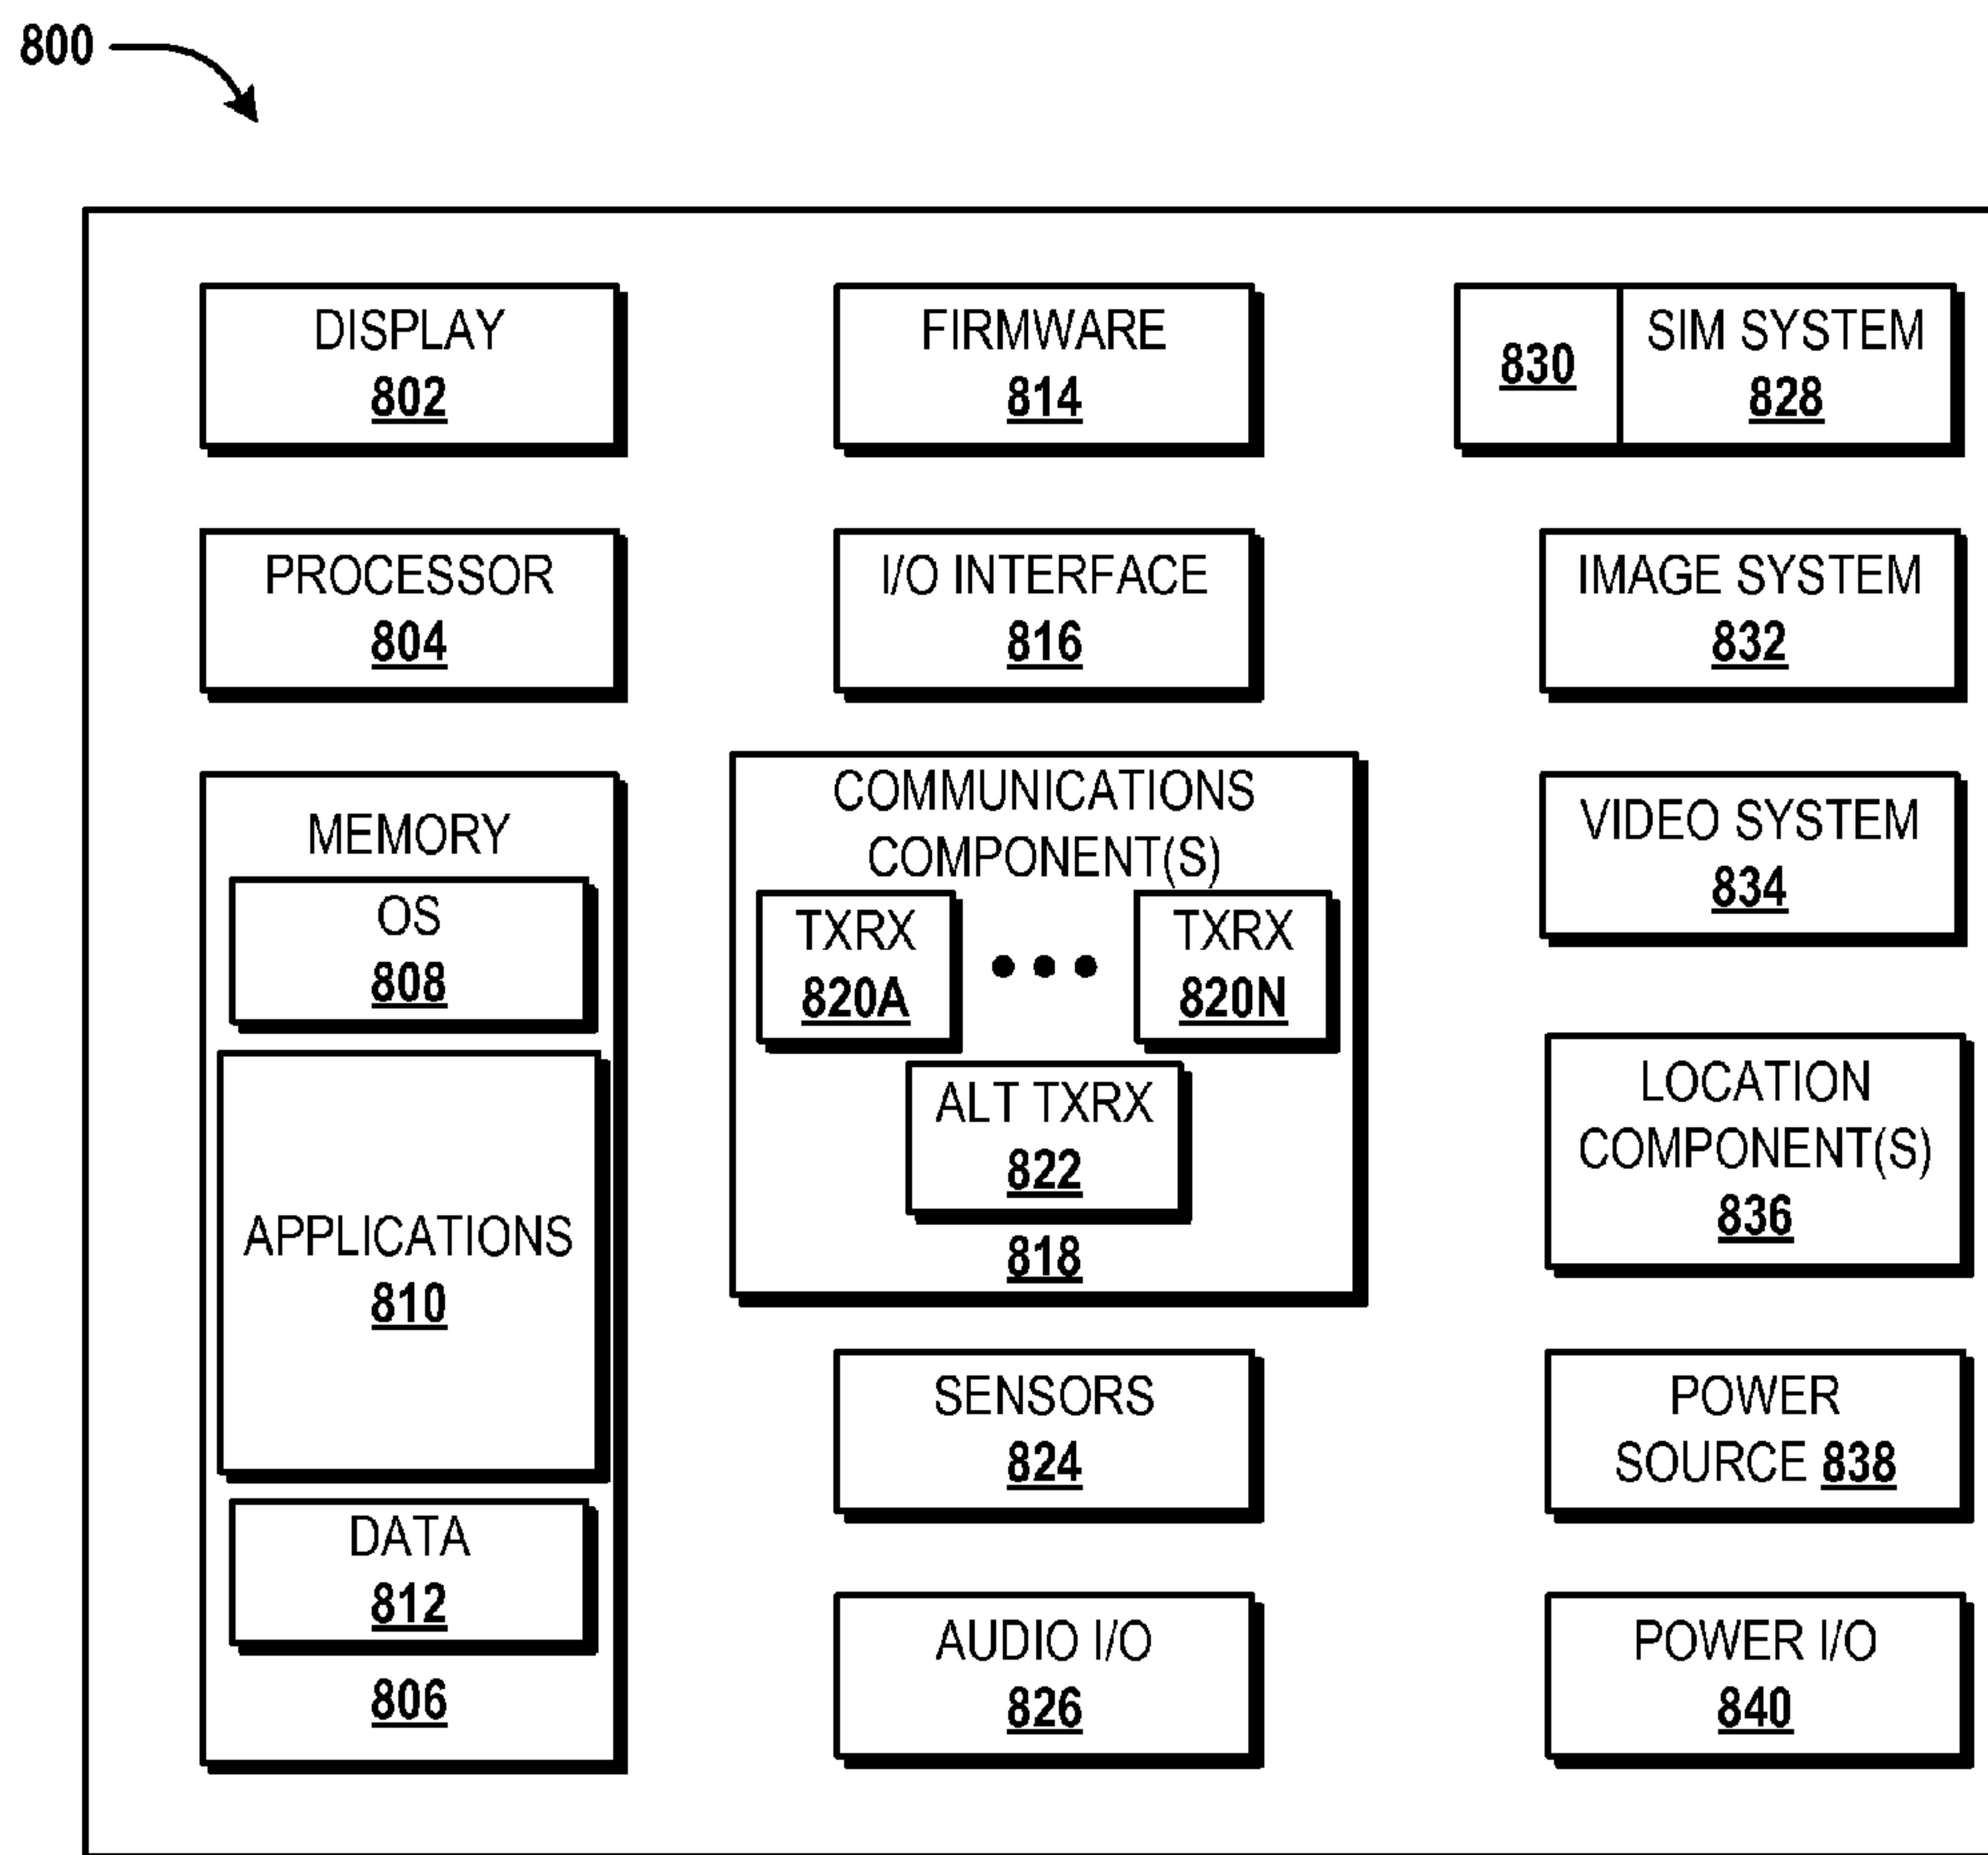 800
DISPLAY
802
PROCESSOR
804
MEMORY
OS
808
APPLICATIONS
810
DATA
812
806
FIRMWARE
814
I/O INTERFACE
816
COMMUNICATIONS
COMPONENT(S)
TXRX
820A
TXRX
820N
ALT TXRX
822
818
SENSORS
824
AUDIO I/O
826
830
SIM SYSTEM
828
IMAGE SYSTEM
832
VIDEO SYSTEM
834
LOCATION
COMPONENT(S)
836
POWER
SOURCE 838
POWER I/O
840